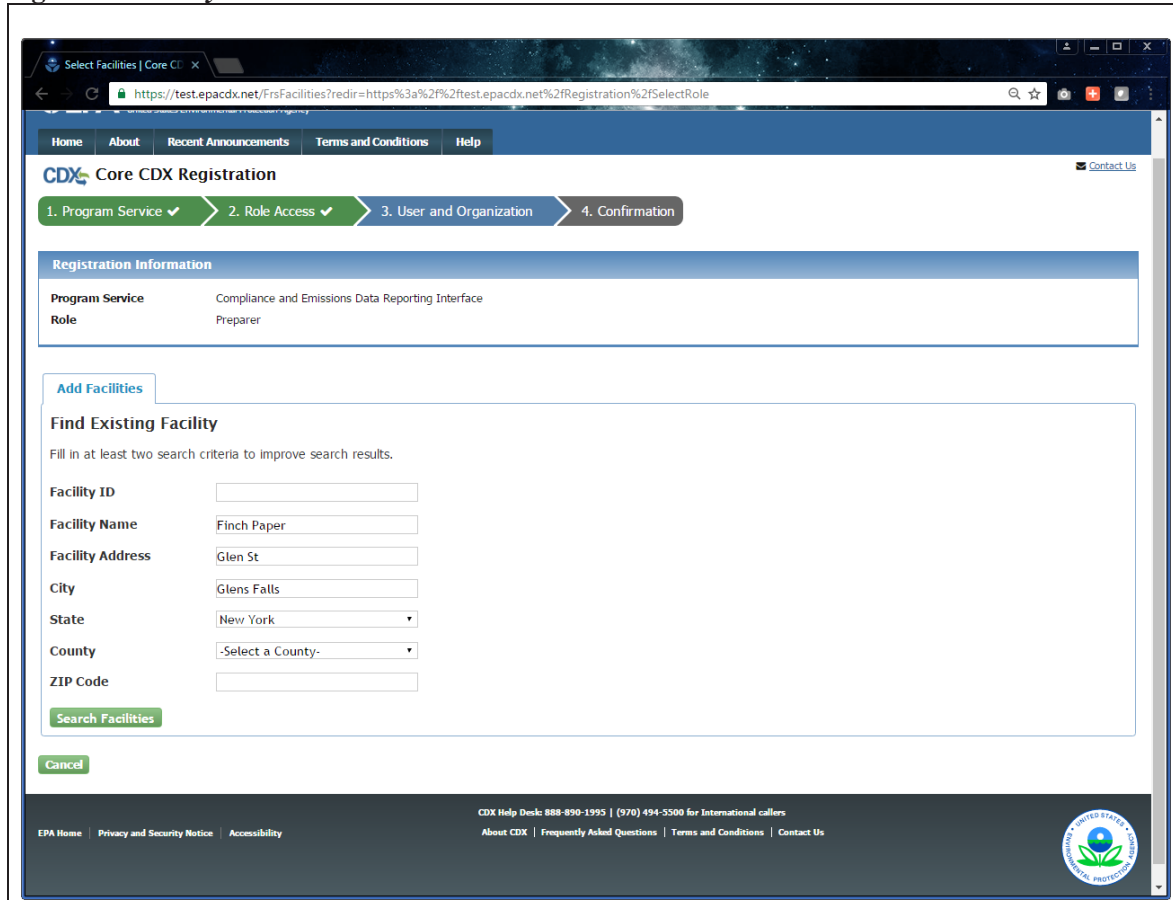 Select Facilities | Core CD
https://test.epacdx.net/FrsFacilities?redir=https%3a%2f%2ftest.epacdx.net%2fRegistration%2fSelectRole
Home About Recent Announcements Terms and Conditions Help
Contact Us
CDX Core CDX Registration
1. Program Service ✔ 2. Role Access ✔ 3. User and Organization 4. Confirmation
Registration Information
Program Service Compliance and Emissions Data Reporting Interface
Role Preparer
Add Facilities
Find Existing Facility
Fill in at least two search criteria to improve search results.
Facility ID
Facility Name Finch Paper
Facility Address Glen St
City Glens Falls
State New York
County -Select a County-
ZIP Code
Search Facilities
Cancel
CDX Help Desk: 888-890-1995 | (970) 494-5500 for International callers
EPA Home | Privacy and Security Notice | Accessibility
About CDX | Frequently Asked Questions | Terms and Conditions | Contact Us
UNITED STATES ENVIRONMENTAL PROTECTION AGENCY